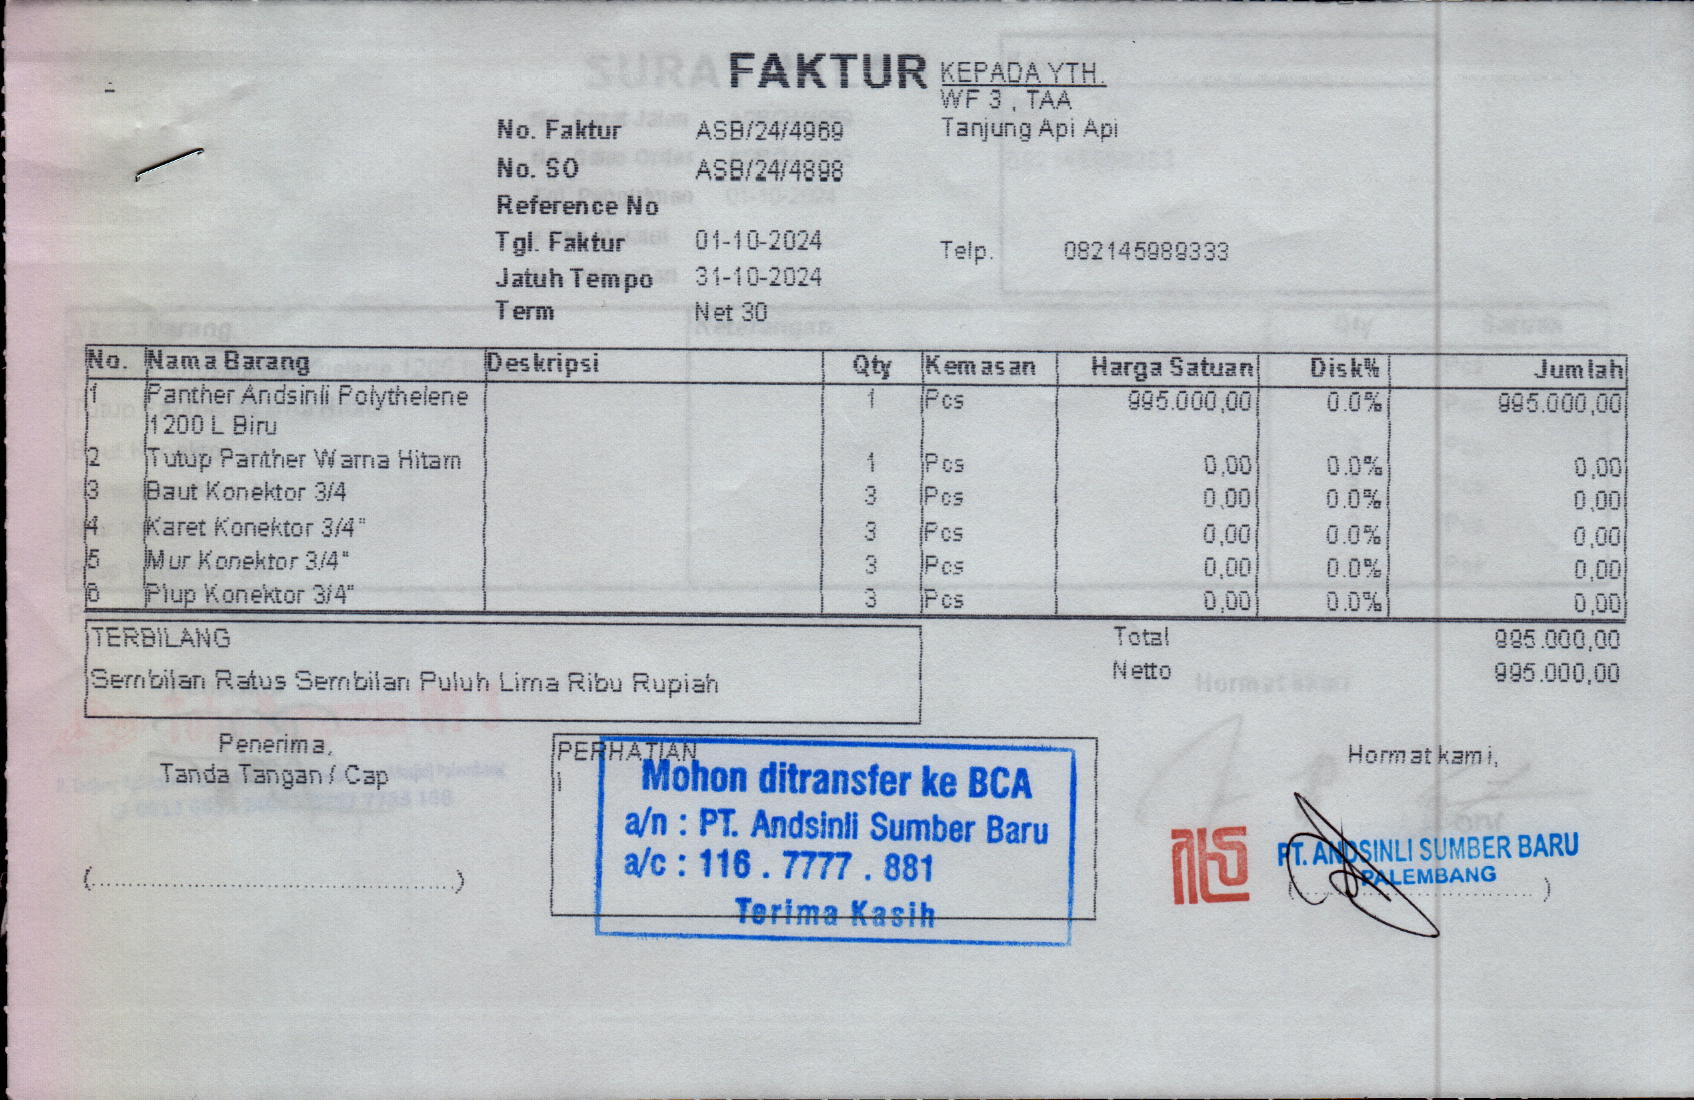 FAKTUR
KEPADA YTH.
WF 3 , TAA
Tanjung Api Api
No. Faktur ASB/24/4969
No. SO ASB/24/4898
Reference No
Tgl. Faktur 01-10-2024
Telp. 082145989333
Jatuh Tempo 31-10-2024
Term Net 30
No. Nama Barang Deskripsi Qty Kemasan Harga Satuan Disk% Jumlah
1 Panther Andsinli Polythelene 1 Pcs 995.000,00 0.0% 995.000,00
1200 L Biru
2 Tutup Panther Warna Hitam 1 Pcs 0,00 0.0% 0,00
3 Baut Konektor 3/4 3 Pcs 0,00 0.0% 0,00
4 Karet Konektor 3/4" 3 Pcs 0,00 0.0% 0,00
5 Mur Konektor 3/4" 3 Pcs 0,00 0.0% 0,00
6 Plup Konektor 3/4" 3 Pcs 0,00 0.0% 0,00
TERBILANG
Sembilan Ratus Sembilan Puluh Lima Ribu Rupiah
Total 995.000,00
Netto 995.000,00
Penerima,
Tanda Tangan / Cap
PERHATIAN
Mohon ditransfer ke BCA
a/n : PT. Andsinli Sumber Baru
a/c : 116 . 7777 . 881
Terima Kasih
Hormat kami,
PT. ANDSINLI SUMBER BARU
PALEMBANG